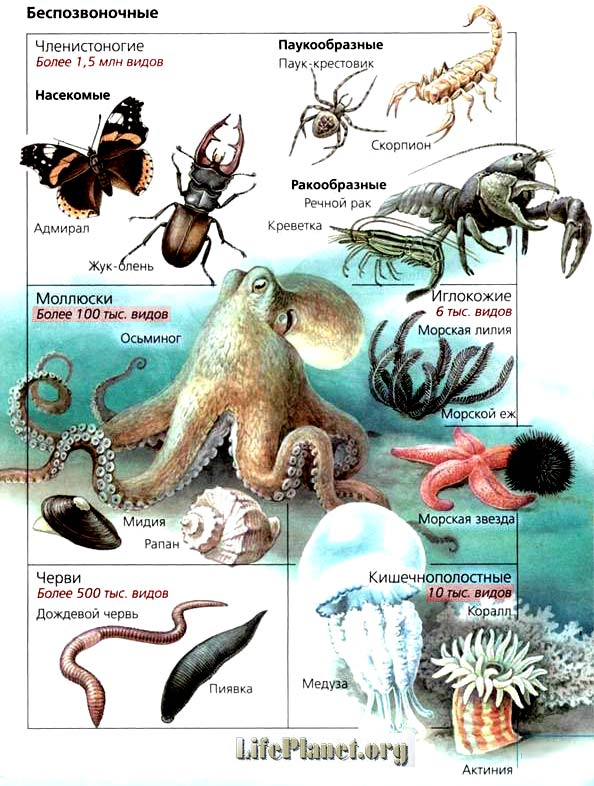 Беспозвоночные
Членистоногие
Более 1,5 млн видов
Насекомые
Адмирал
Жук-олень
Паукообразные
Паук-крестовик
Скорпион
Ракообразные
Речной рак
Креветка
Моллюски
Более 100 тыс. видов
Осьминог
Мидия
Рапан
Иглокожие
6 тыс. видов
Морская лилия
Морской еж
Морская звезда
Черви
Более 500 тыс. видов
Дождевой червь
Пиявка
Кишечнополостные
10 тыс. видов
Коралл
Медуза
Актиния
LifePlanet.org